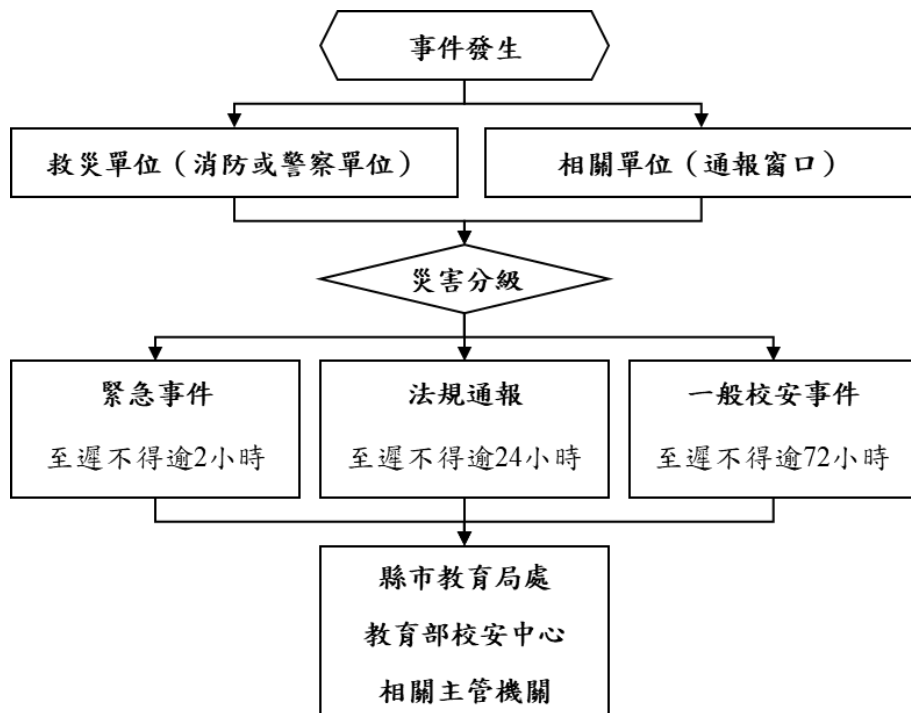 事件發生
救災單位（消防或警察單位）
相關單位（通報窗口）
災害分級
緊急事件
至遲不得逾2小時
法規通報
至遲不得逾24小時
一般校安事件
至遲不得逾72小時
縣市教育局處
教育部校安中心
相關主管機關